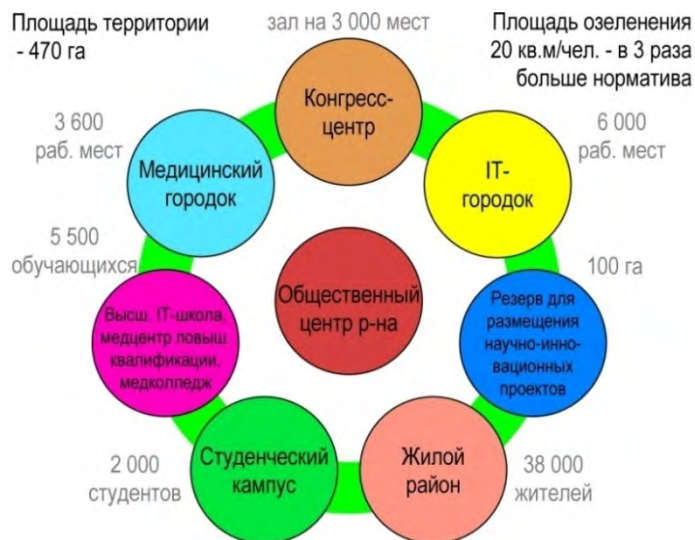 Площадь территории
- 470 га
зал на 3 000 мест
Площадь озеленения
20 кв.м/чел. - в 3 раза
больше норматива
Конгресс-
центр
3 600
раб. мест
Медицинский
городок
6 000
раб. мест
IT-
городок
5 500
обучающихся
Общественный
центр р-на
100 га
Высш. IT-школа,
медцентр повыш.
квалификации,
медколледж
Резерв для
размещения
научно-инно-
вационных
проектов
2 000
студентов
Студенческий
кампус
Жилой
район
38 000
жителей